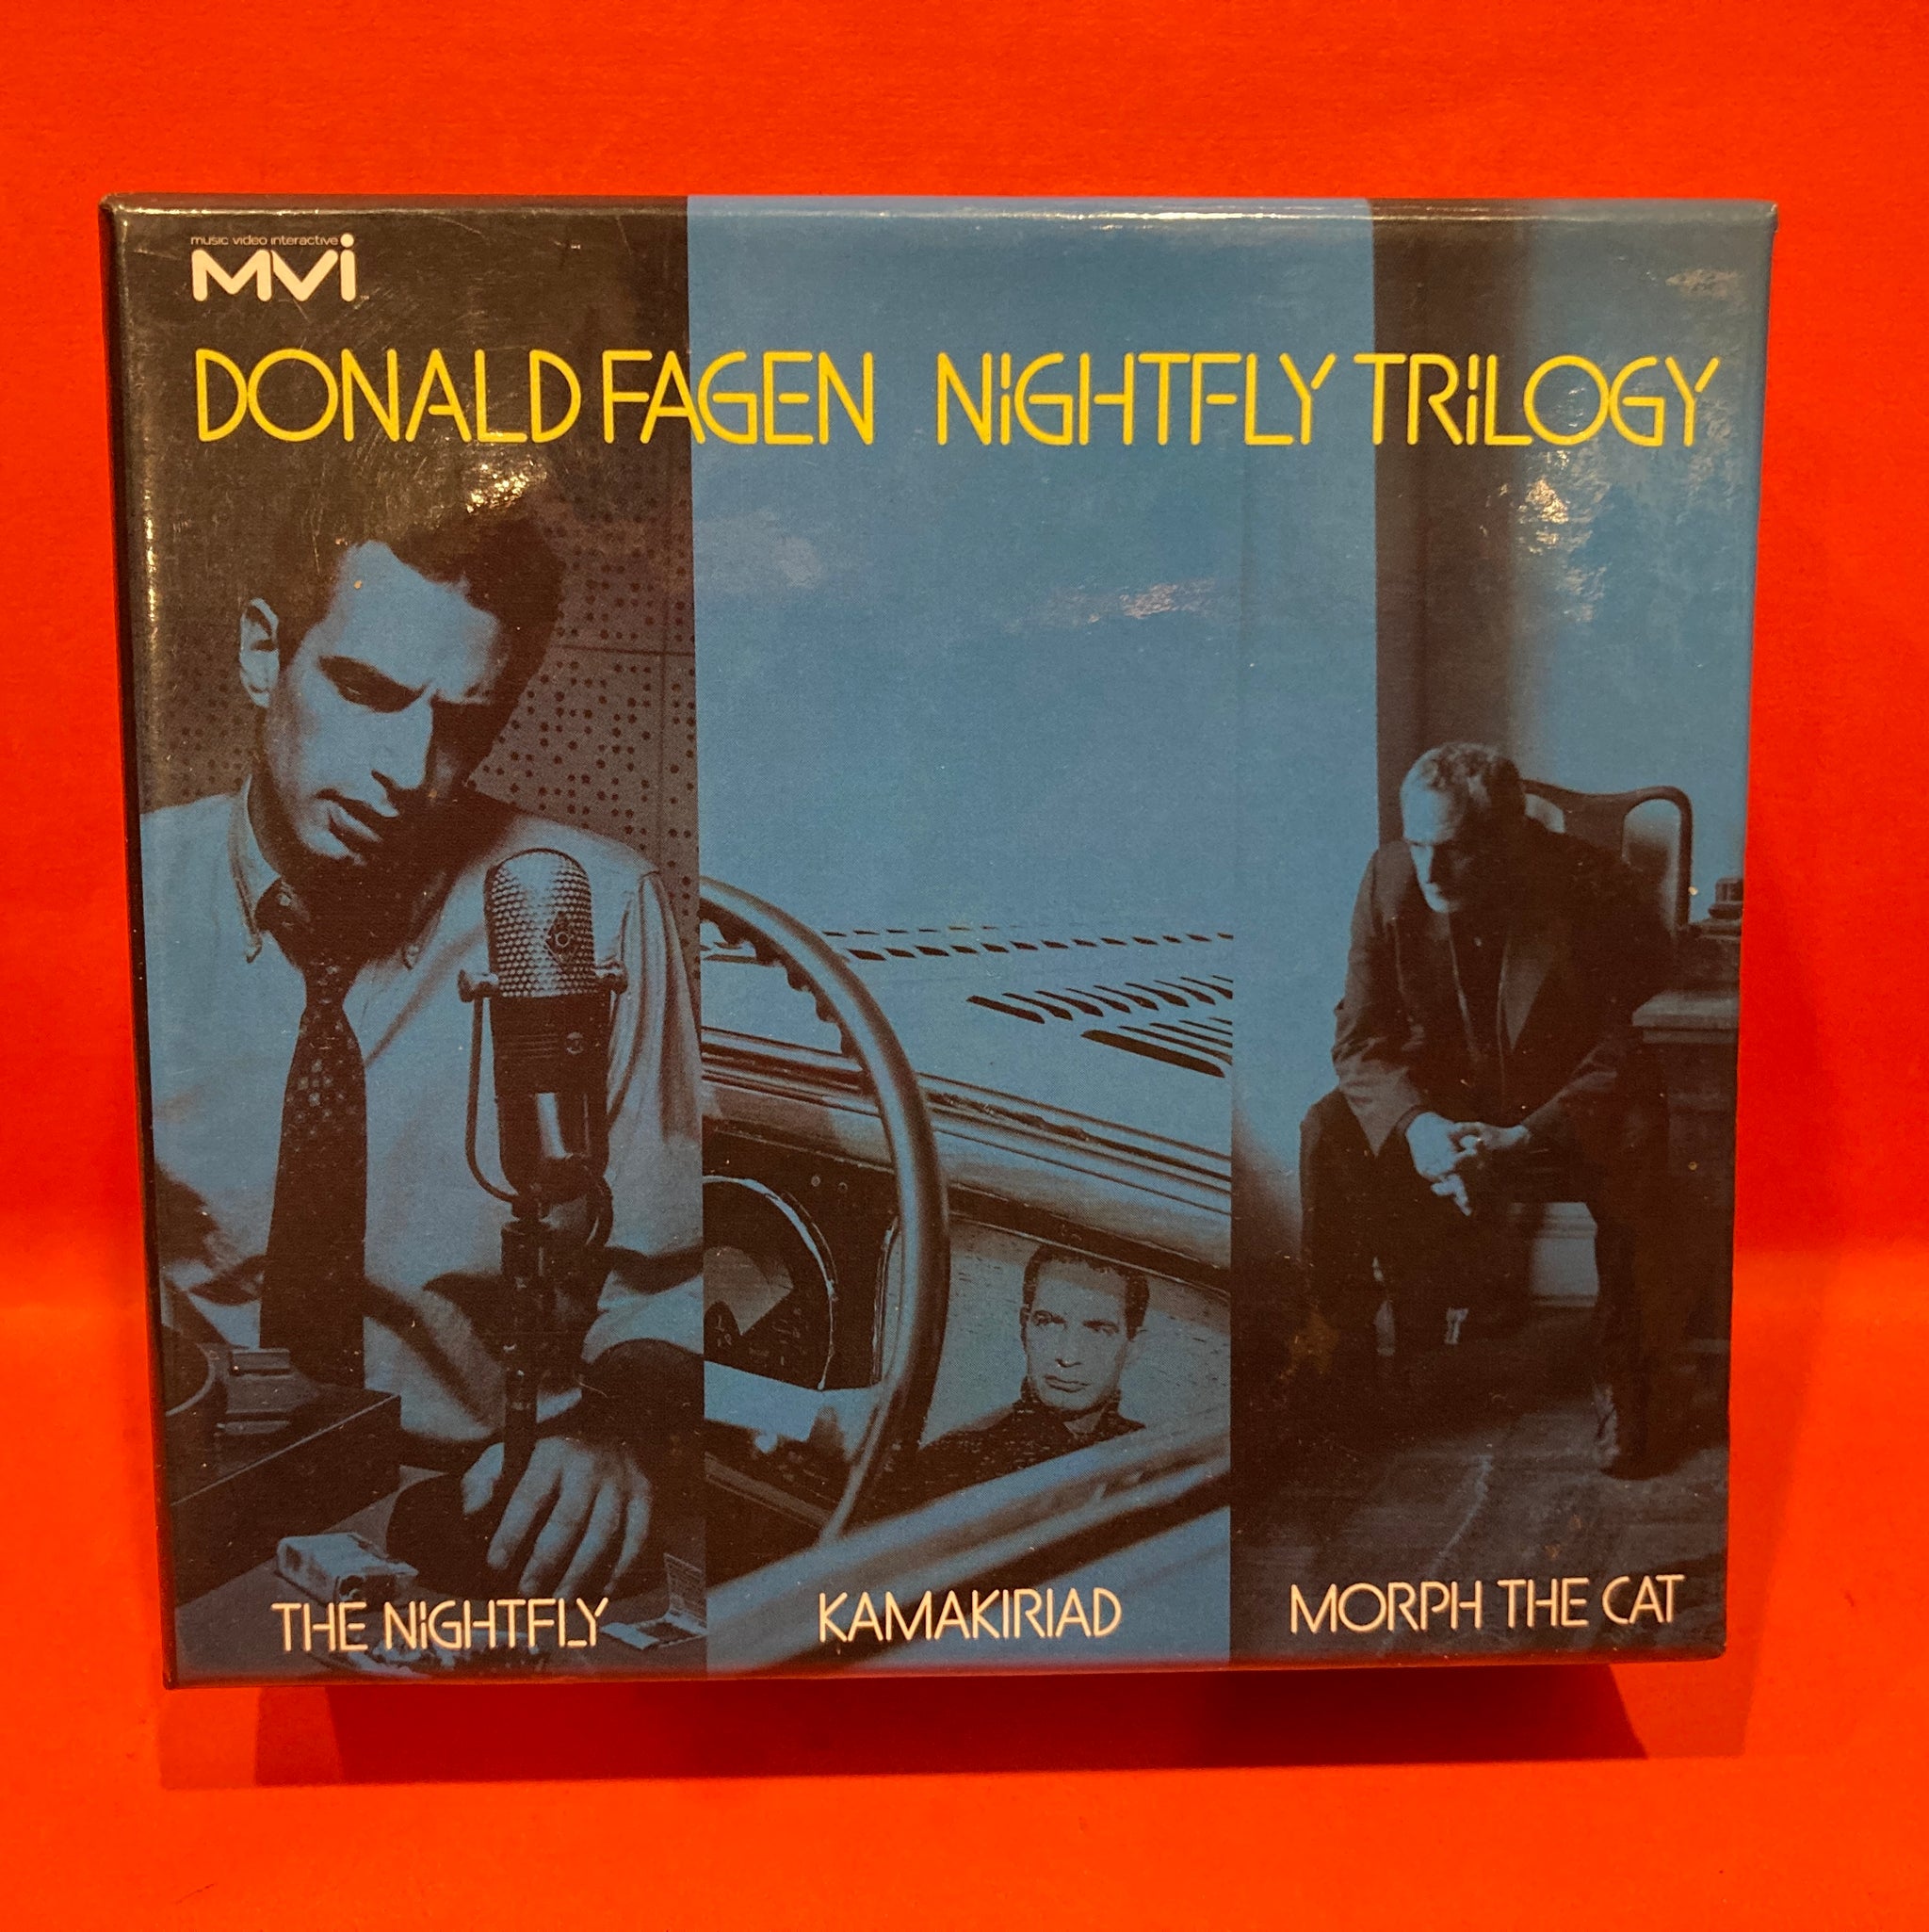 music video interactive
MVi
DONALD FAGEN NiGHTFLY TRiLOGY
THE NiGHTFLY
KAMAKIRIAD
MORPH THE CAT